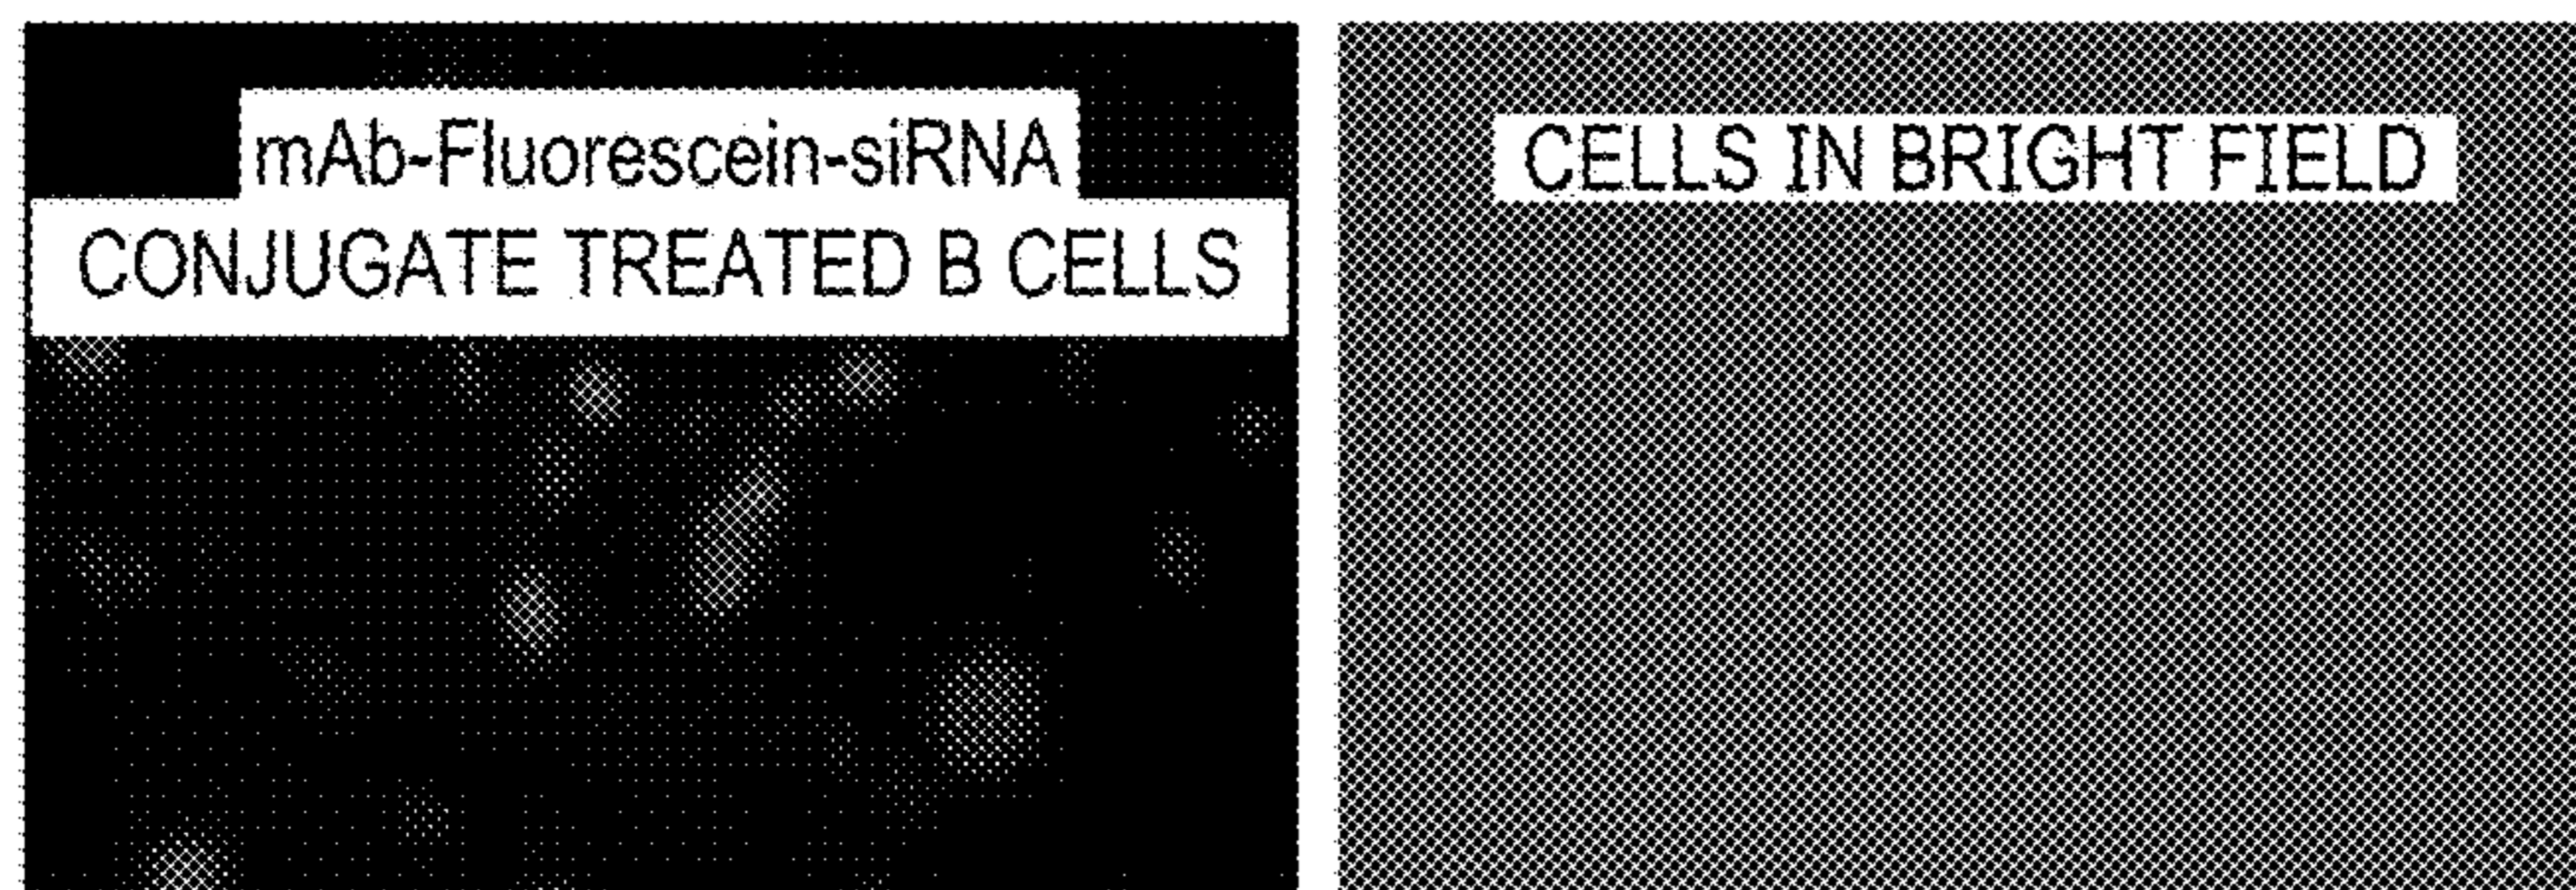 mAb-Fluorescein-siRNA
CONJUGATE TREATED B CELLS
CELLS IN BRIGHT FIELD